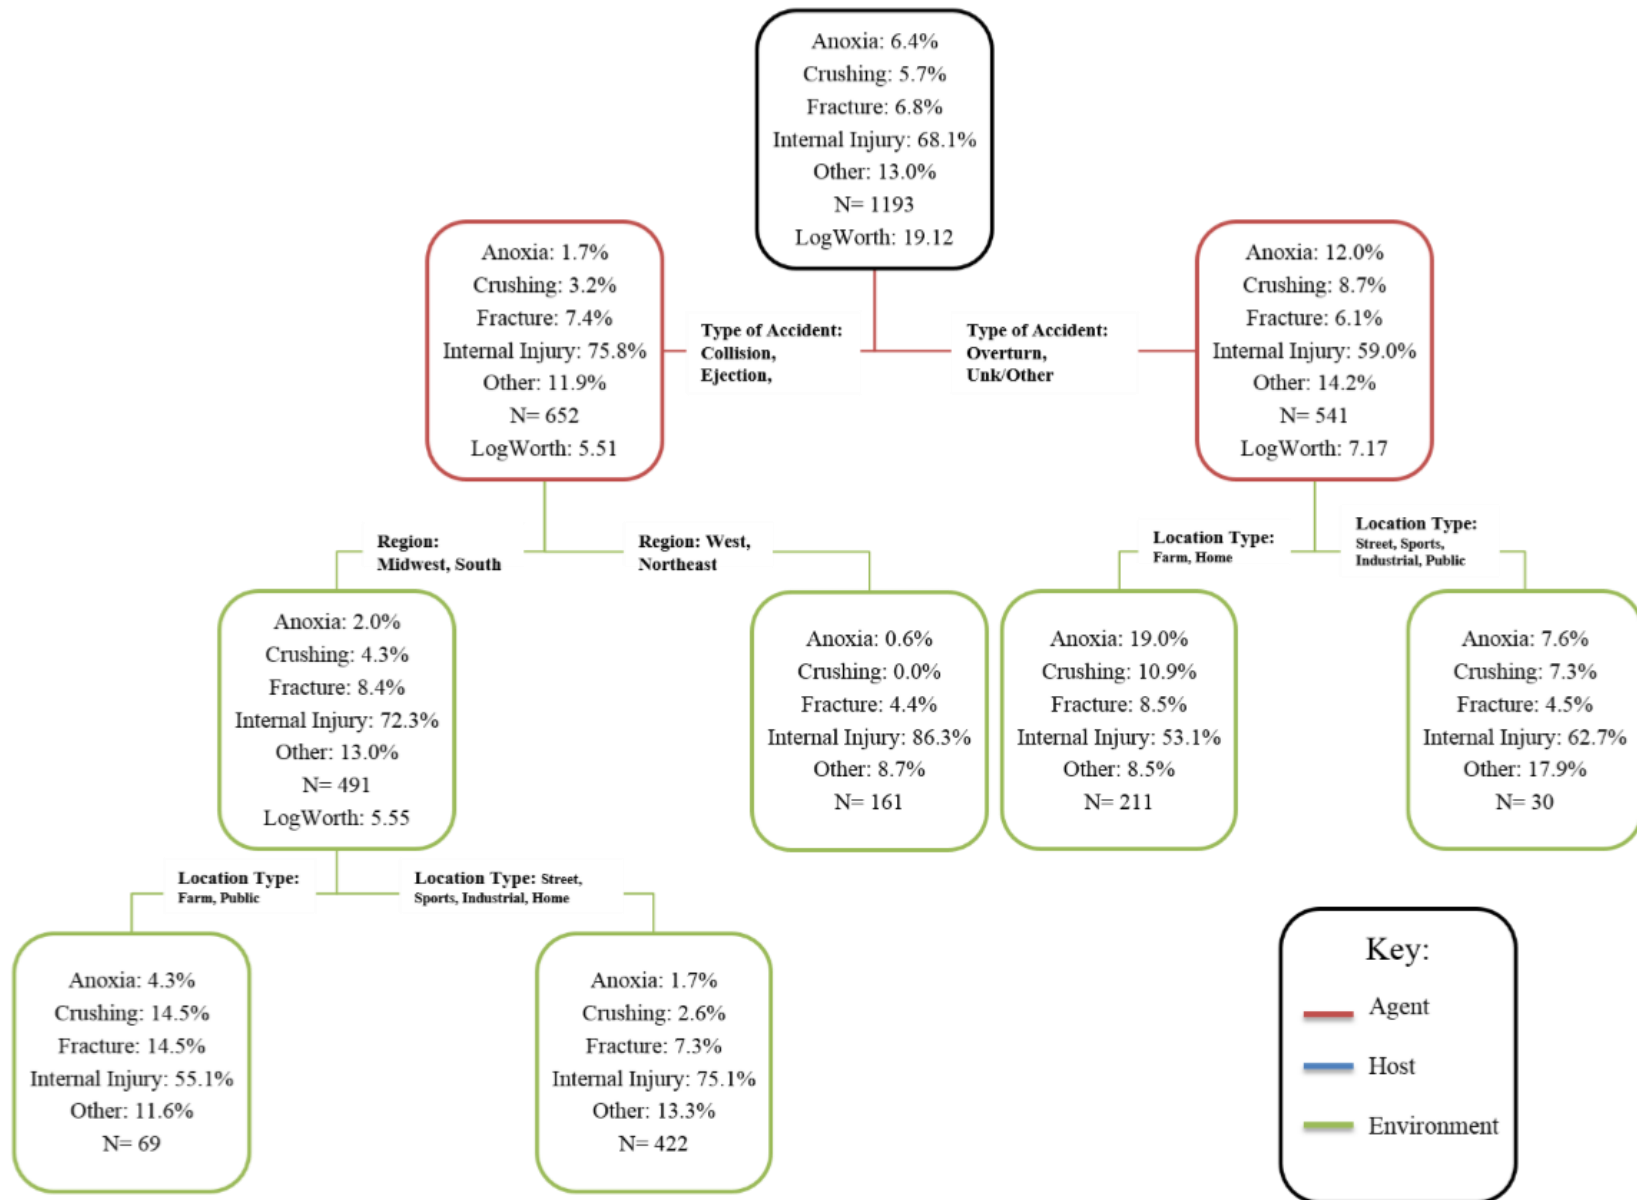 Anoxia: 6.4%
Crushing: 5.7%
Fracture: 6.8%
Internal Injury: 68.1%
Other: 13.0%
N= 1193
LogWorth: 19.12
Anoxia: 1.7%
Crushing: 3.2%
Fracture: 7.4%
Internal Injury: 75.8%
Other: 11.9%
N= 652
LogWorth: 5.51
Type of Accident:
Collision,
Ejection,
Type of Accident:
Overturn,
Unk/Other
Anoxia: 12.0%
Crushing: 8.7%
Fracture: 6.1%
Internal Injury: 59.0%
Other: 14.2%
N= 541
LogWorth: 7.17
Region:
Midwest, South
Region: West,
Northeast
Location Type:
Farm, Home
Location Type:
Street, Sports,
Industrial, Public
Anoxia: 2.0%
Crushing: 4.3%
Fracture: 8.4%
Internal Injury: 72.3%
Other: 13.0%
N= 491
LogWorth: 5.55
Anoxia: 0.6%
Crushing: 0.0%
Fracture: 4.4%
Internal Injury: 86.3%
Other: 8.7%
N= 161
Anoxia: 19.0%
Crushing: 10.9%
Fracture: 8.5%
Internal Injury: 53.1%
Other: 8.5%
N= 211
Anoxia: 7.6%
Crushing: 7.3%
Fracture: 4.5%
Internal Injury: 62.7%
Other: 17.9%
N= 30
Location Type:
Farm, Public
Location Type: Street,
Sports, Industrial, Home
Anoxia: 4.3%
Crushing: 14.5%
Fracture: 14.5%
Internal Injury: 55.1%
Other: 11.6%
N= 69
Anoxia: 1.7%
Crushing: 2.6%
Fracture: 7.3%
Internal Injury: 75.1%
Other: 13.3%
N= 422
Key:
Agent
Host
Environment